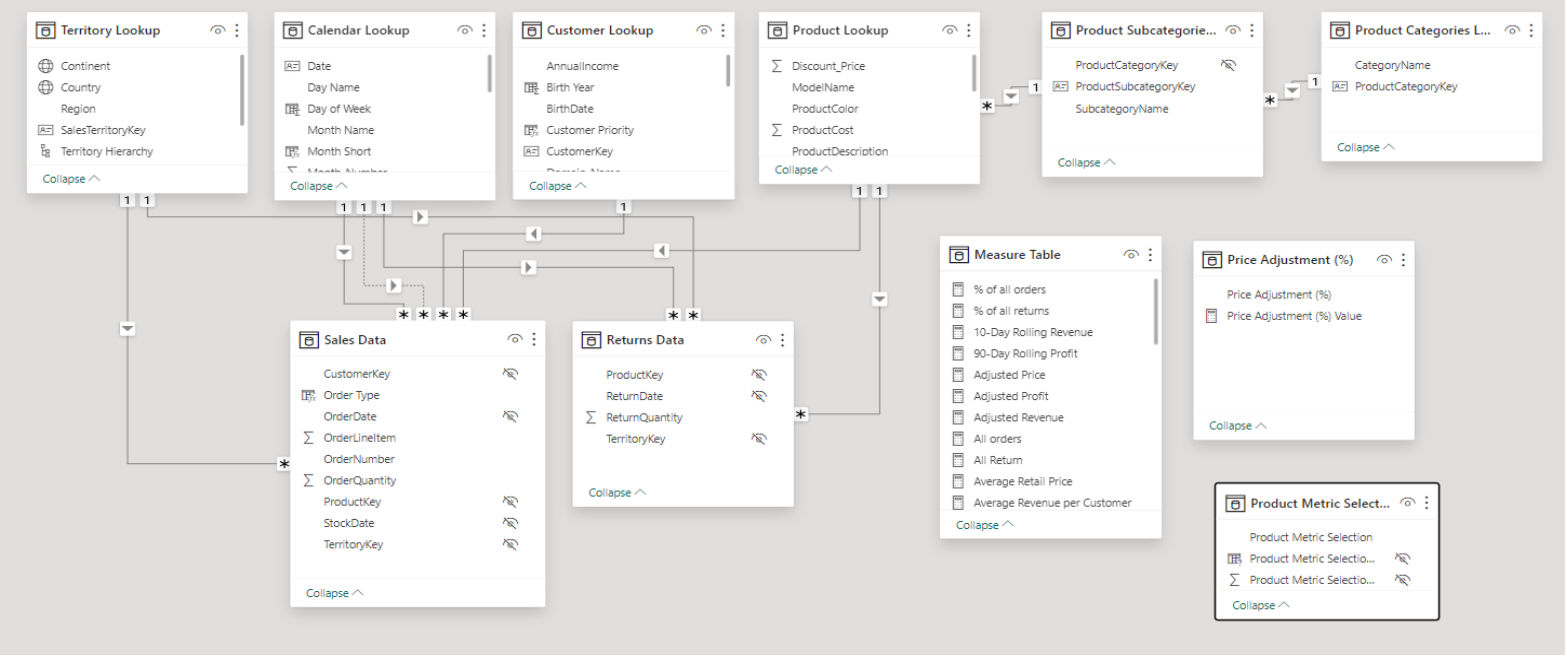 Territory Lookup
Continent
Country
Region
SalesTerritoryKey
Territory Hierarchy
Collapse
Calendar Lookup
Date
Day Name
Day of Week
Month Name
Month Short
Month Number
Collapse
Customer Lookup
AnnualIncome
Birth Year
BirthDate
Customer Priority
CustomerKey
Domain Name
Collapse
Product Lookup
Discount_Price
ModelName
ProductColor
ProductCost
ProductDescription
Collapse
Product Subcategorie...
ProductCategoryKey
ProductSubcategoryKey
SubcategoryName
Collapse
Product Categories L...
CategoryName
ProductCategoryKey
Collapse
1
*
1
*
1 1
1 1 1
1
1 1
* * * *
* *
*
*
Sales Data
CustomerKey
Order Type
OrderDate
OrderLineItem
OrderNumber
OrderQuantity
ProductKey
StockDate
TerritoryKey
Collapse
Returns Data
ProductKey
ReturnDate
ReturnQuantity
TerritoryKey
Collapse
Measure Table
% of all orders
% of all returns
10-Day Rolling Revenue
90-Day Rolling Profit
Adjusted Price
Adjusted Profit
Adjusted Revenue
All orders
All Return
Average Retail Price
Average Revenue per Customer
Collapse
Price Adjustment (%)
Price Adjustment (%)
Price Adjustment (%) Value
Collapse
Product Metric Select...
Product Metric Selection
Product Metric Selectio...
Product Metric Selectio...
Collapse